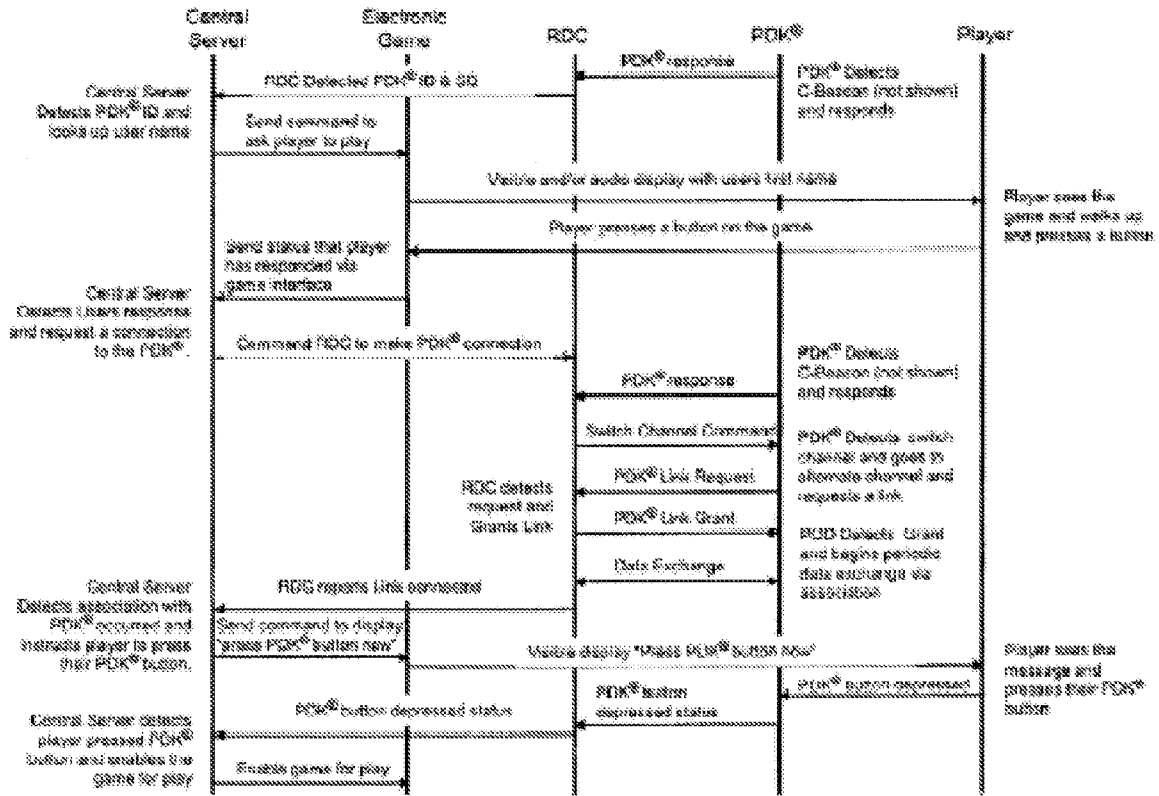 Central
Server
Electronic
Game
RDC
PDK®
Player
PDK® response
PDK® Detects
C-Beacon (not shown)
and responds
RDC Detected PDK® ID & SQ
Central Server
Detects PDK® ID and
looks up user name
Send command to
ask player to play
Visible and/or audio display with users first name
Player sees the
game and walks up
and presses a button
Player presses a button on the game
Send status that player
has responded via
game interface
Central Server
Detects Users response
and request a connection
to the PDK®.
Command RDC to make PDK® connection
PDK® Detects
C-Beacon (not shown)
and responds
PDK® response
Switch Channel Command
PDK® Detects switch
channel and goes to
alternate channel and
requests a link
PDK® Link Request
RDC detects
request and
Grants Link
PDK® Link Grant
Detects Grant
and begins periodic
data exchange via
association
Data Exchange
RDC reports Link connected
Central Server
Detects association with
PDK® occurred and
instructs player to press
their PDK® button.
Send command to display
"press PDK® button now"
Visible display "Press PDK® button now"
Player sees the
message and
presses their PDK®
button
PDK® button depressed
PDK® button
depressed status
PDK® button depressed status
Central Server detects
player pressed PDK®
button and enables the
game for play
Enable game for play